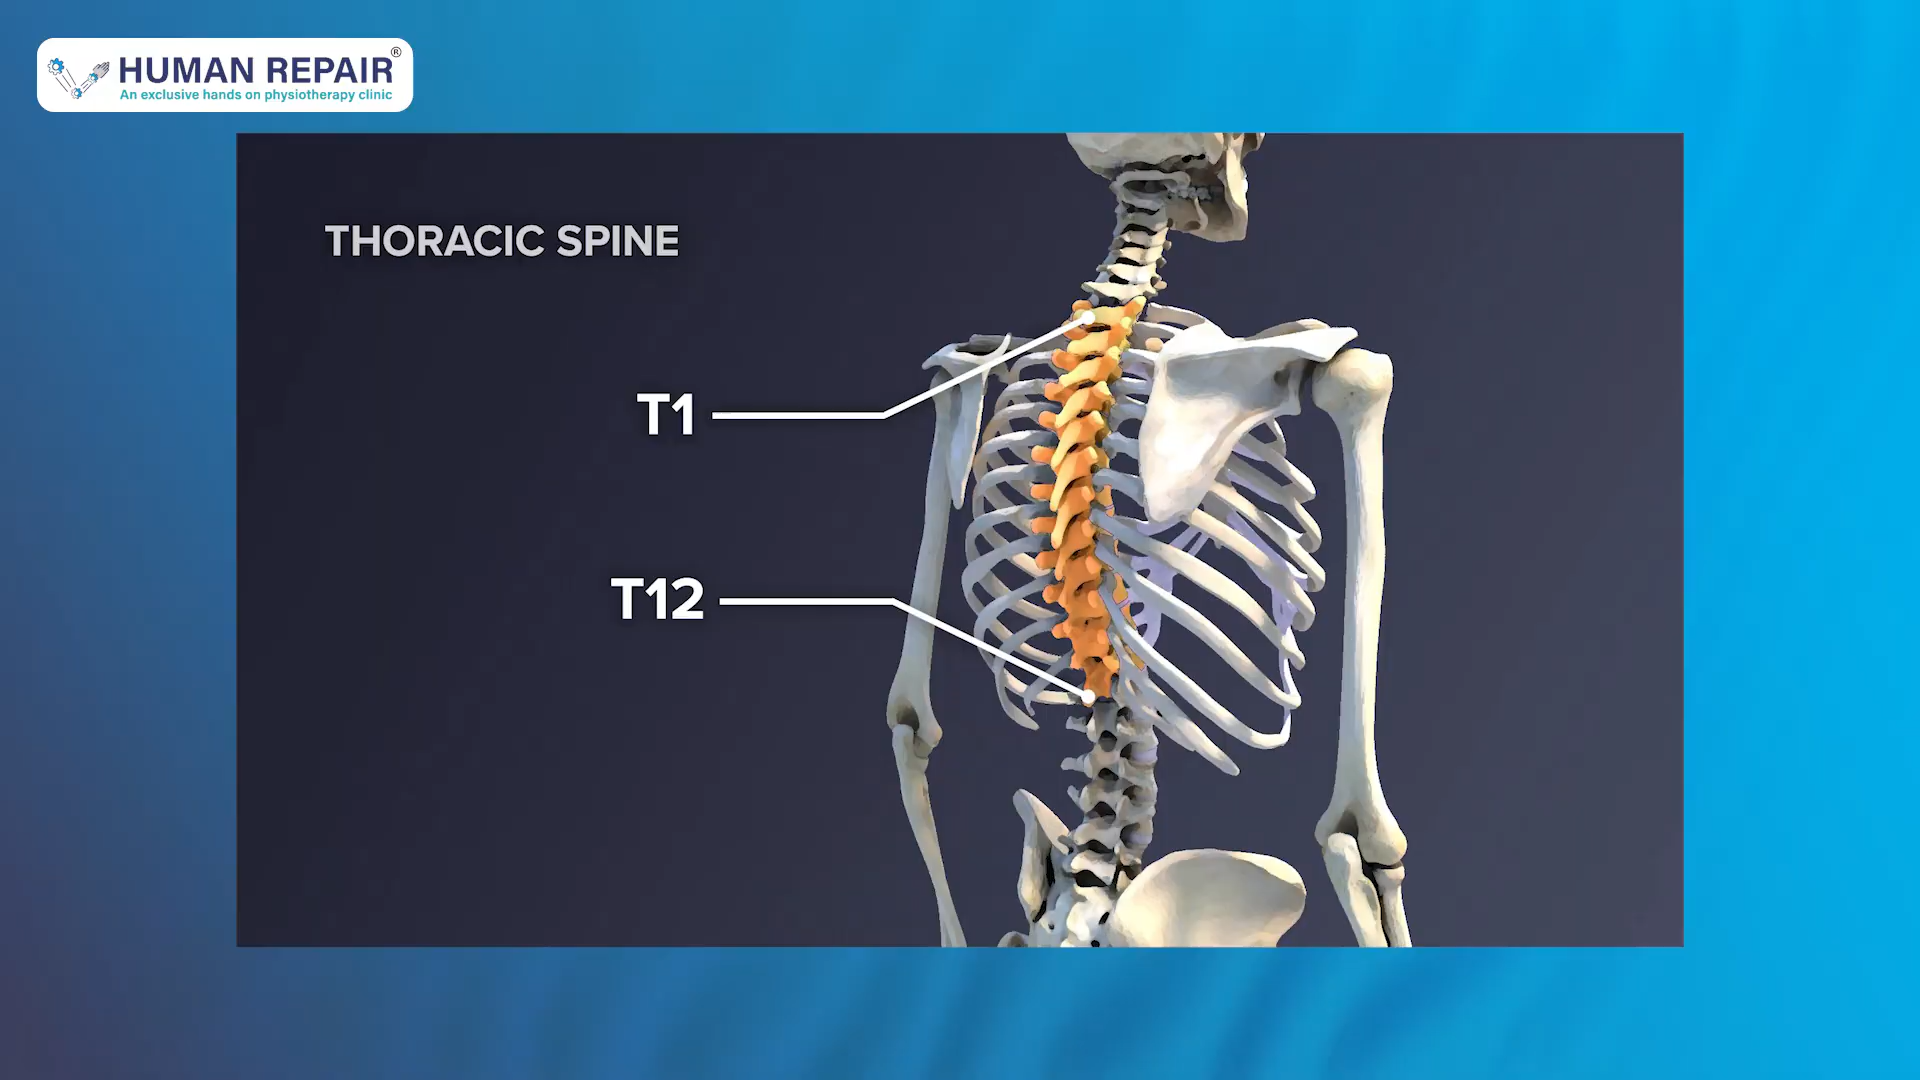 HUMAN REPAIR®
An exclusive hands on physiotherapy clinic
THORACIC SPINE
T1
T12